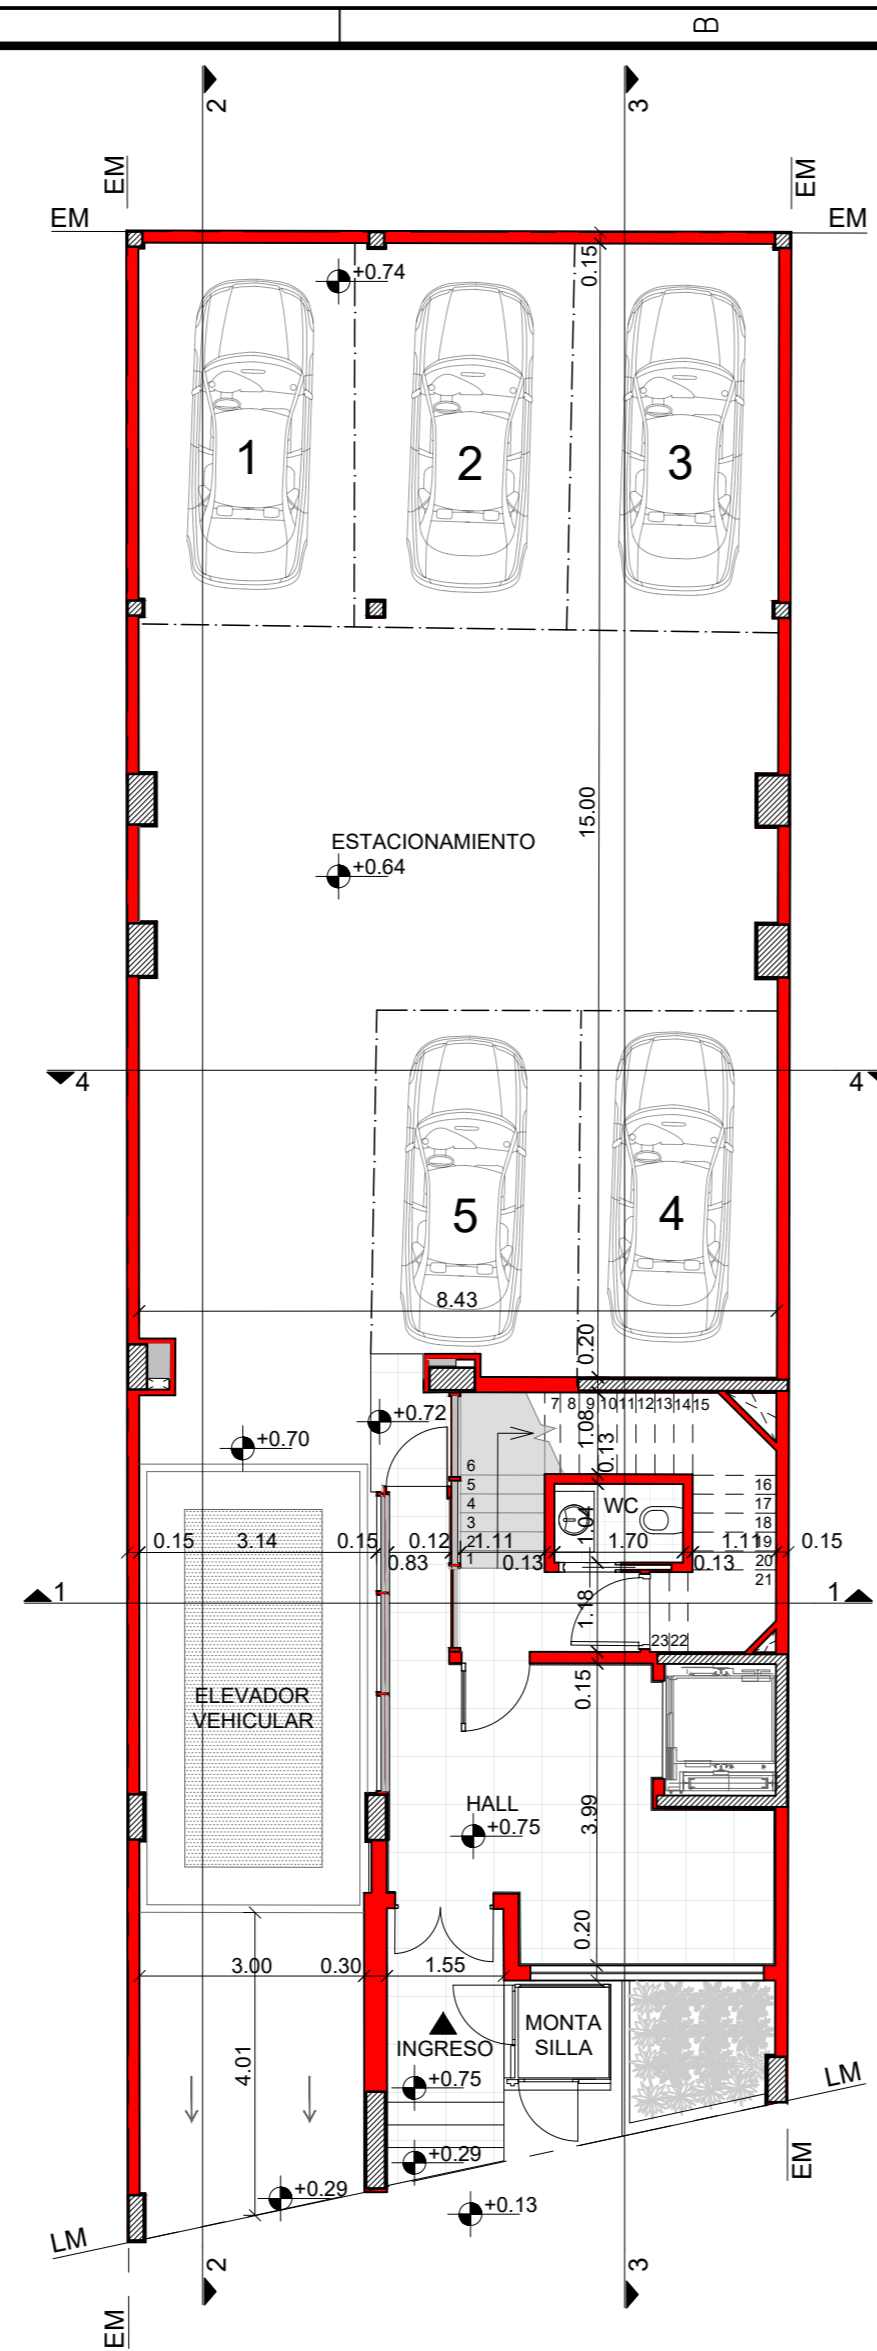 B
2
3
EM
EM
EM
EM
0.15
+0.74
1
2
3
15.00
ESTACIONAMIENTO
+0.64
4
4
5
4
8.43
0.20
7 8 9 10 11 12 13 14 15
1.08
+0.72
+0.70
0.13
6
5
4
3
2
1
WC
16
17
18
19
20
21
1.04
0.15 3.14 0.15 0.12 1.11 1.70 1.11 0.15
0.83 0.13 0.13
1
1
1.18
23 22
0.15
ELEVADOR
VEHICULAR
HALL
+0.75
3.99
0.20
3.00 0.30 1.55
MONTA
SILLA
INGRESO
4.01
+0.75
LM
+0.29
EM
+0.29
+0.13
LM
2
3
EM